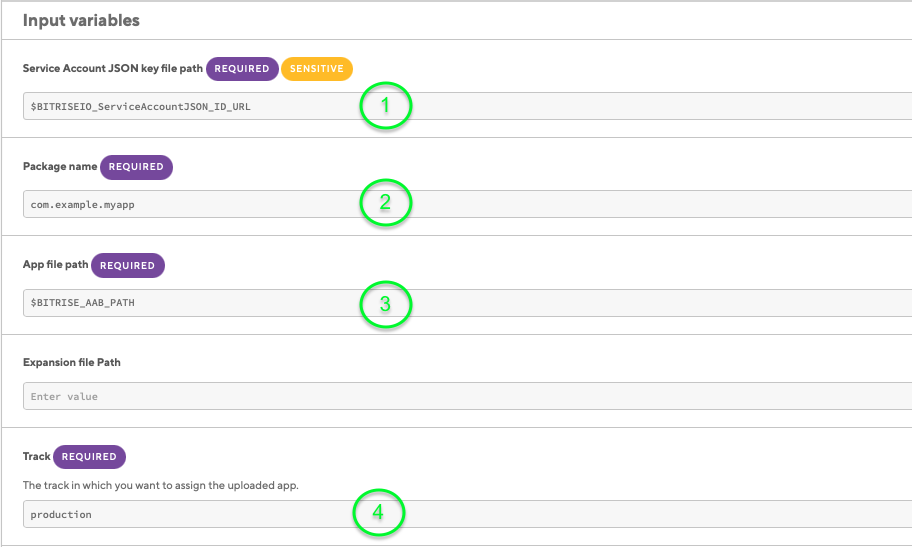 Input variables
Service Account JSON key file path REQUIRED SENSITIVE
$BITRISEIO_ServiceAccountJSON_ID_URL 1
Package name REQUIRED
com.example.myapp 2
App file path REQUIRED
$BITRISE_AAB_PATH 3
Expansion file Path
Enter value
Track REQUIRED
The track in which you want to assign the uploaded app.
production 4